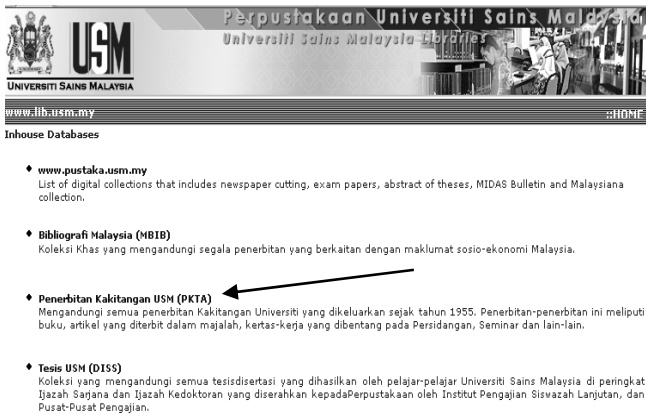 Perpustakaan Universiti Sains Malaysia
Universiti Sains Malaysia Libraries
USM
UNIVERSITI SAINS MALAYSIA
www.lib.usm.my
::HOME
Inhouse Databases
www.pustaka.usm.my
List of digital collections that includes newspaper cutting, exam papers, abstract of theses, MIDAS Bulletin and Malaysiana
collection.
Bibliografi Malaysia (MBIB)
Koleksi Khas yang mengandungi segala penerbitan yang berkaitan dengan maklumat sosio-ekonomi Malaysia.
Penerbitan Kakitangan USM (PKTA)
Mengandungi semua penerbitan Kakitangan Universiti yang dikeluarkan sejak tahun 1955. Penerbitan-penerbitan ini meliputi
buku, artikel yang diterbit dalam majalah, kertas-kerja yang dibentang pada Persidangan, Seminar dan lain-lain.
Tesis USM (DISS)
Koleksi yang mengandungi semua tesisdisertasi yang dihasilkan oleh pelajar-pelajar Universiti Sains Malaysia di peringkat
Ijazah Sarjana dan Ijazah Kedoktoran yang diserahkan kepadaPerpustakaan oleh Institut Pengajian Siswazah Lanjutan, dan
Pusat-Pusat Pengajian.